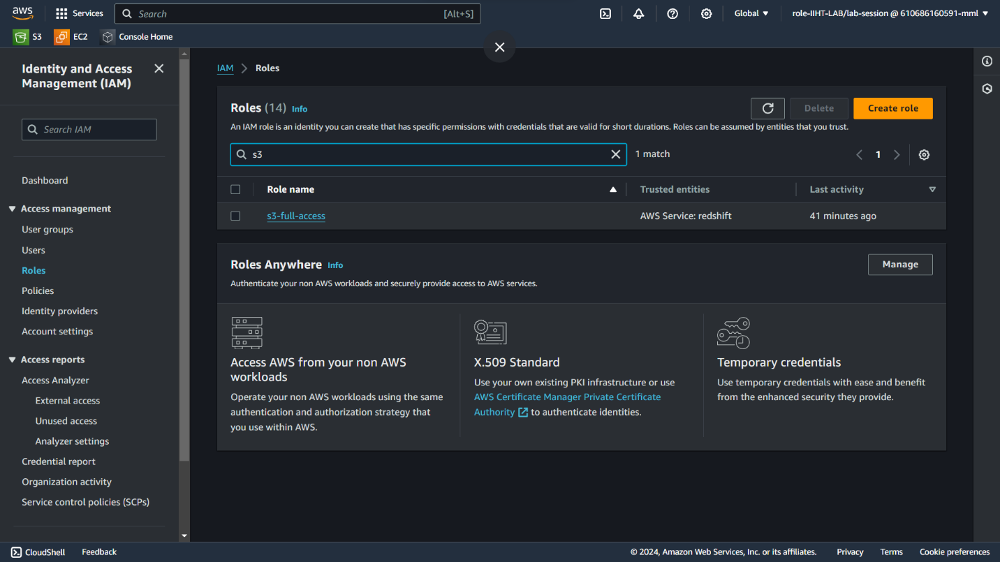 aws
Services
Search
[Alt+S]
Global
role-IIHT-LAB/lab-session @ 610686160591-mml
S3
EC2
Console Home
Identity and Access
Management (IAM)
Search IAM
Dashboard
Access management
User groups
Users
Roles
Policies
Identity providers
Account settings
Access reports
Access Analyzer
External access
Unused access
Analyzer settings
Credential report
Organization activity
Service control policies (SCPs)
IAM
Roles
Roles (14) Info
Delete
Create role
An IAM role is an identity you can create that has specific permissions with credentials that are valid for short durations. Roles can be assumed by entities that you trust.
s3
1 match
1
Role name
Trusted entities
Last activity
s3-full-access
AWS Service: redshift
41 minutes ago
Roles Anywhere Info
Manage
Authenticate your non AWS workloads and securely provide access to AWS services.
Access AWS from your non AWS
workloads
Operate your non AWS workloads using the same
authentication and authorization strategy that
you use within AWS.
X.509 Standard
Use your own existing PKI infrastructure or use
AWS Certificate Manager Private Certificate
Authority to authenticate identities.
Temporary credentials
Use temporary credentials with ease and benefit
from the enhanced security they provide.
CloudShell
Feedback
© 2024, Amazon Web Services, Inc. or its affiliates.
Privacy
Terms
Cookie preferences